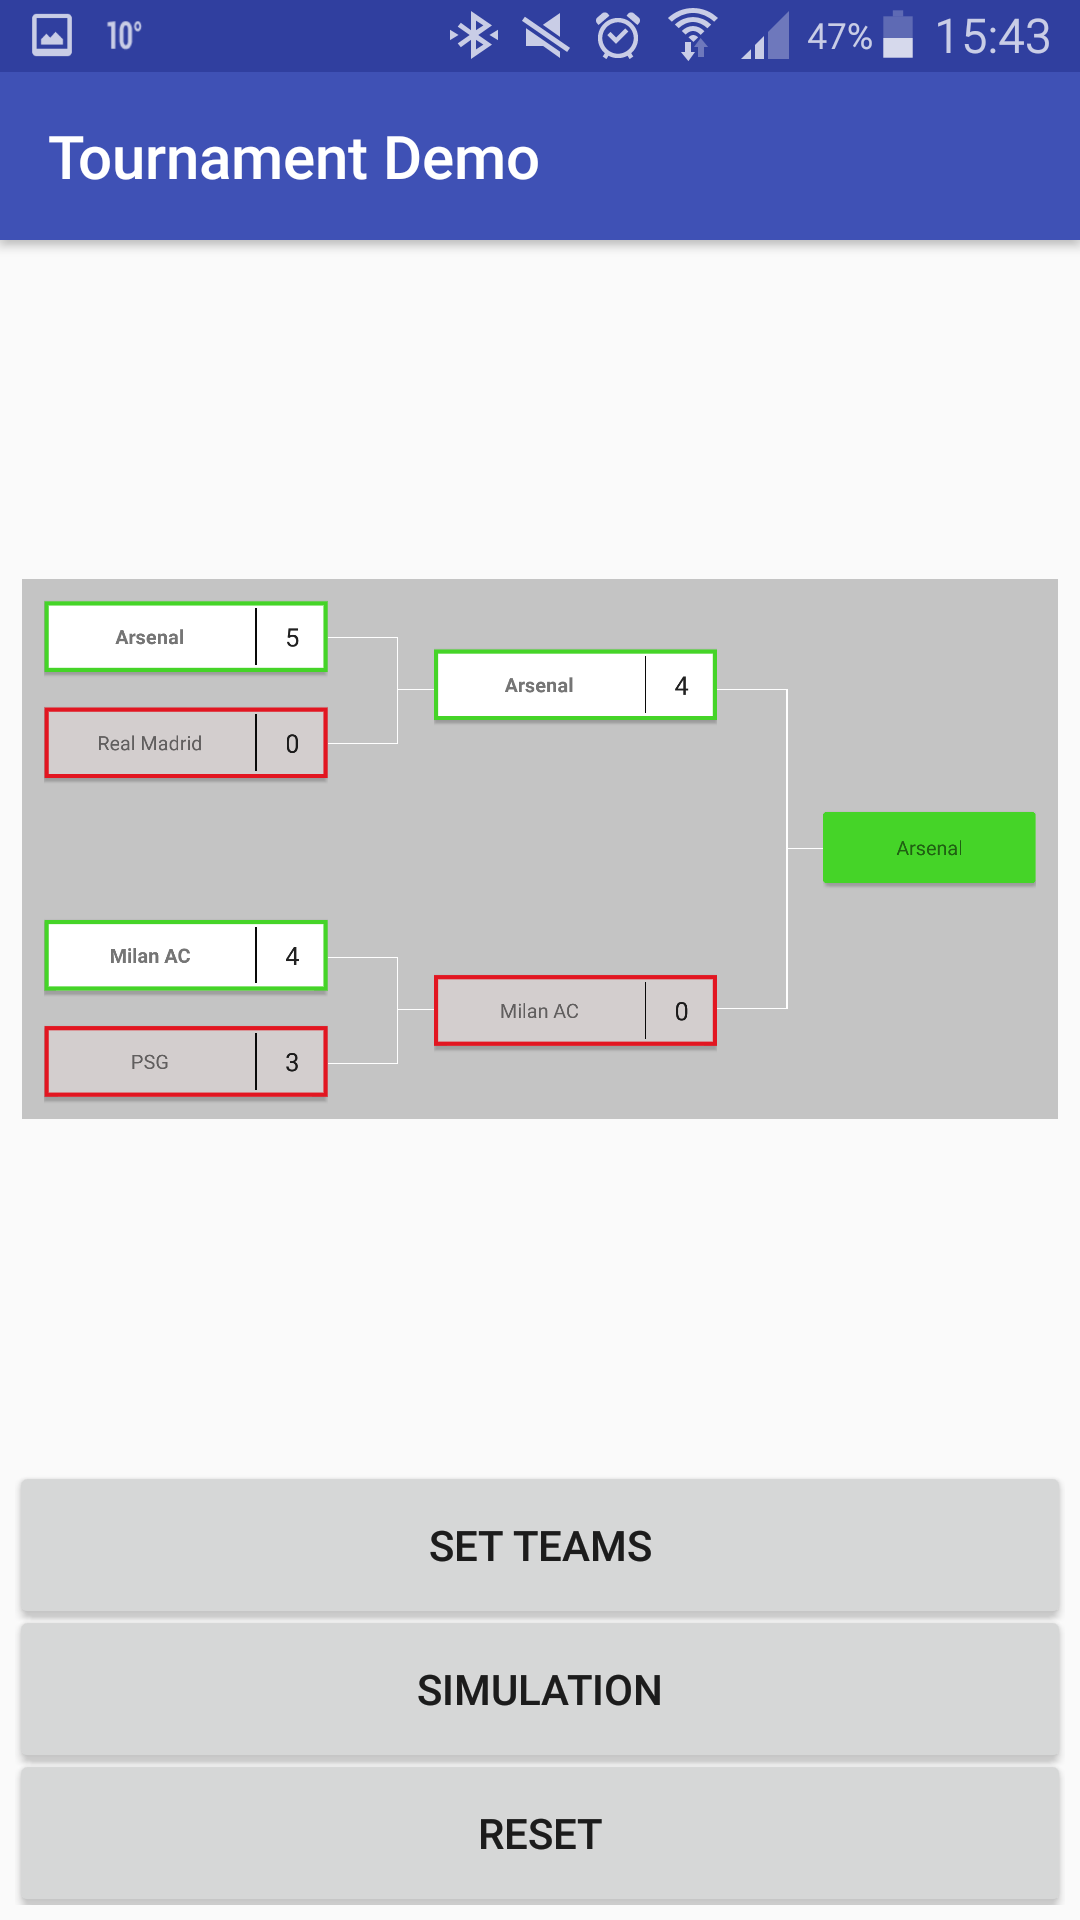 10°
47% 15:43
Tournament Demo
Arsenal 5
Real Madrid 0
Arsenal 4
Arsenal
Milan AC 4
PSG 3
Milan AC 0
SET TEAMS
SIMULATION
RESET